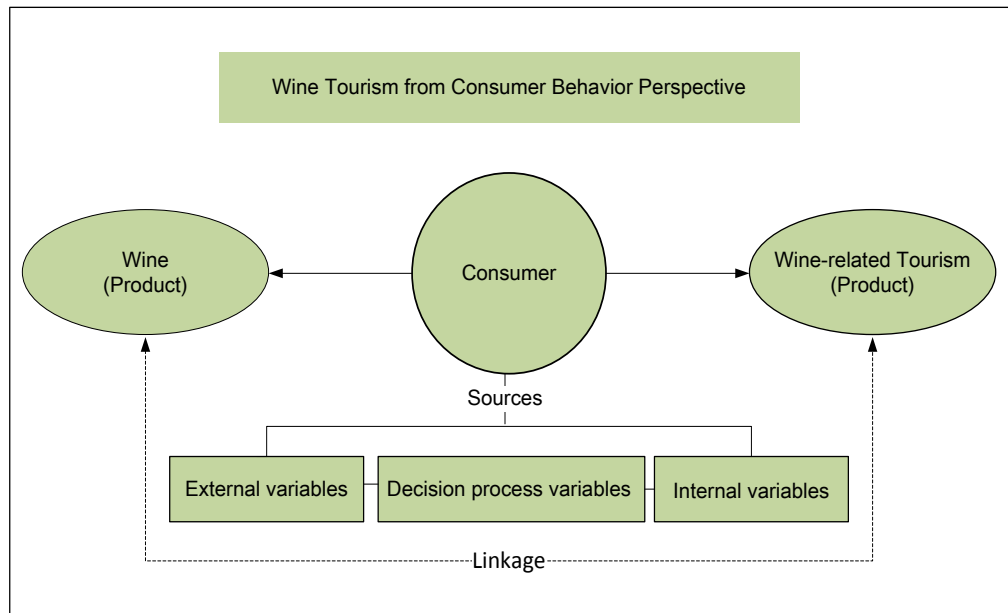 Wine Tourism from Consumer Behavior Perspective
Wine
(Product)
Consumer
Wine-related Tourism
(Product)
Sources
External variables
Decision process variables
Internal variables
Linkage